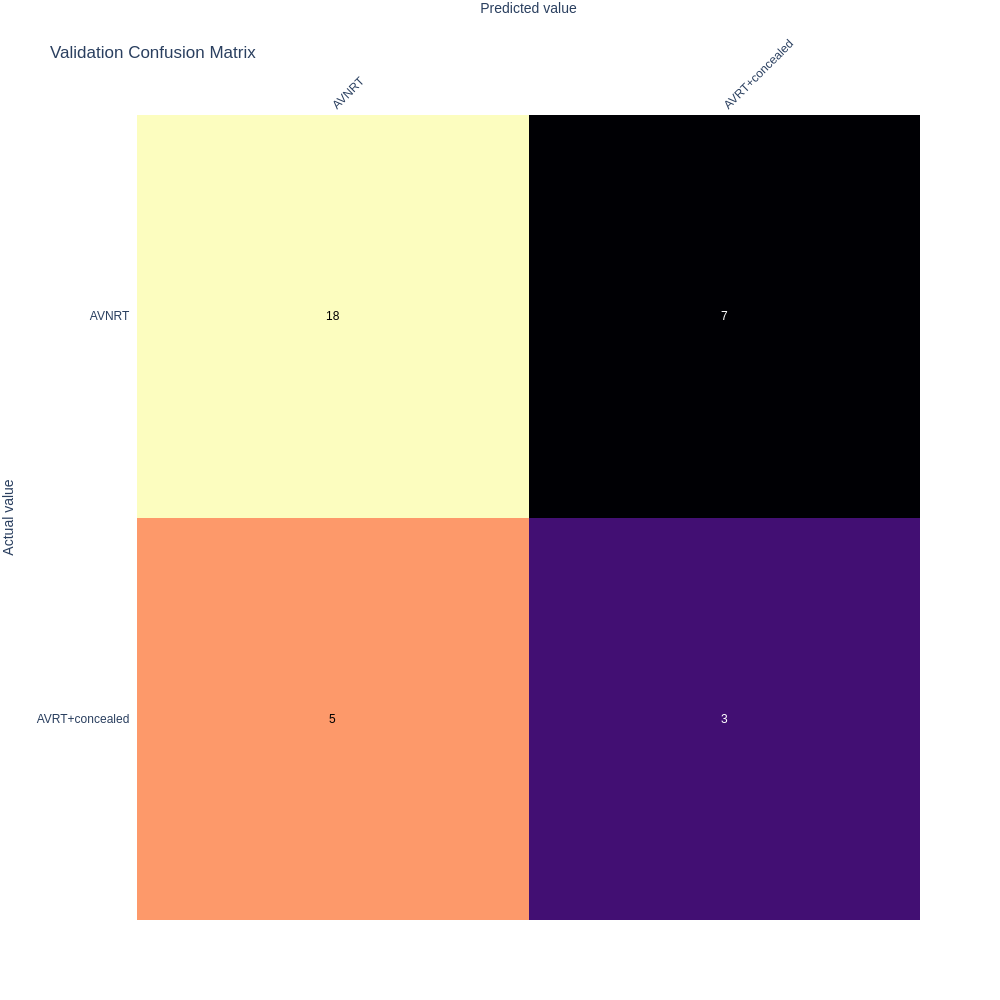 Predicted value
Validation Confusion Matrix
AVNRT
AVRT+concealed
AVNRT
18
7
Actual value
AVRT+concealed
5
3